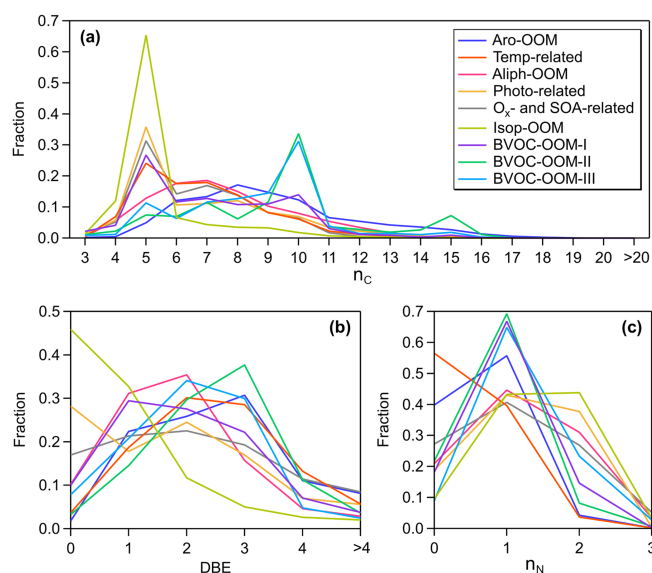 (a)
0.7
0.6
0.5
0.4
0.3
0.2
0.1
0.0
Fraction
Aro-OOM
Temp-related
Aliph-OOM
Photo-related
Oₓ- and SOA-related
Isop-OOM
BVOC-OOM-I
BVOC-OOM-II
BVOC-OOM-III
3 4 5 6 7 8 9 10 11 12 13 14 15 16 17 18 19 20 >20
n_C
(b)
0.5
0.4
0.3
0.2
0.1
0.0
Fraction
0 1 2 3 4 >4
DBE
(c)
0.7
0.6
0.5
0.4
0.3
0.2
0.1
0.0
Fraction
0 1 2 3
n_N